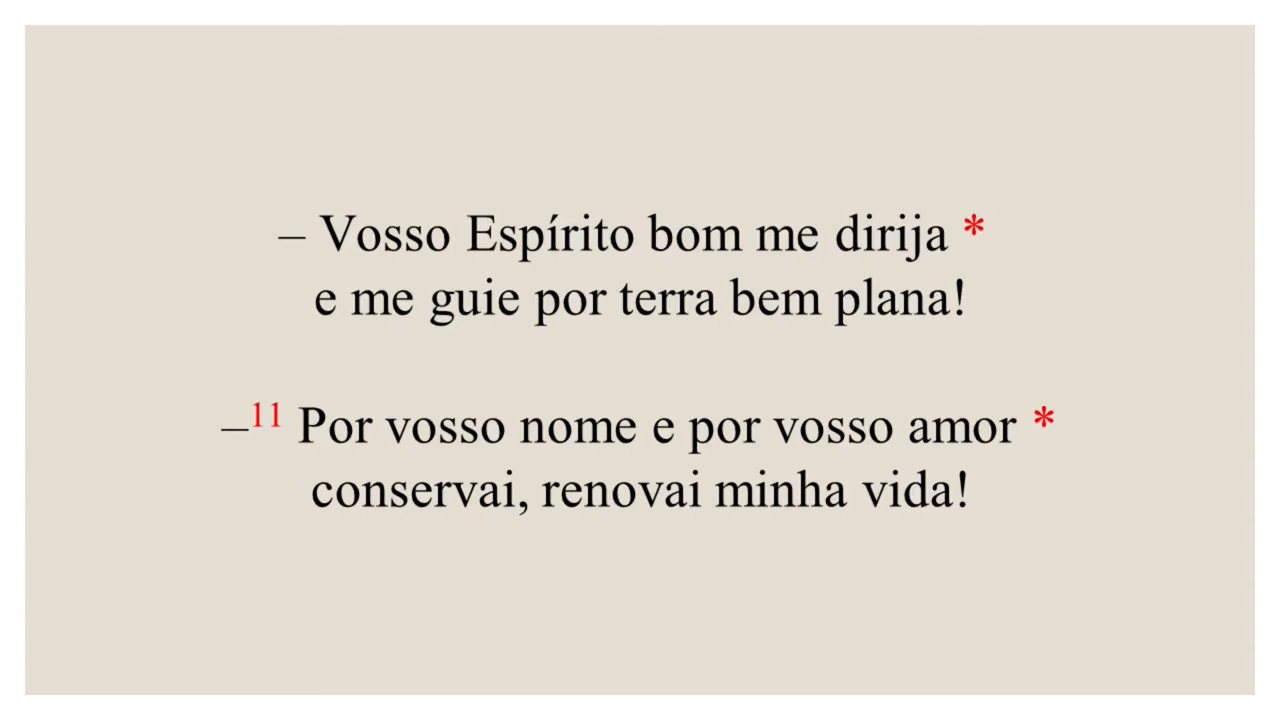 – Vosso Espírito bom me dirija *
e me guie por terra bem plana!
–11 Por vosso nome e por vosso amor *
conservai, renovai minha vida!